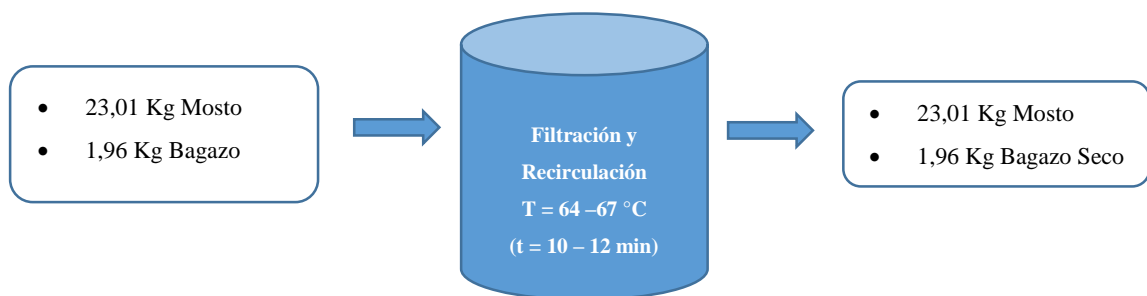 • 23,01 Kg Mosto
• 1,96 Kg Bagazo
Filtración y
Recirculación
T = 64 –67 °C
(t = 10 – 12 min)
• 23,01 Kg Mosto
• 1,96 Kg Bagazo Seco